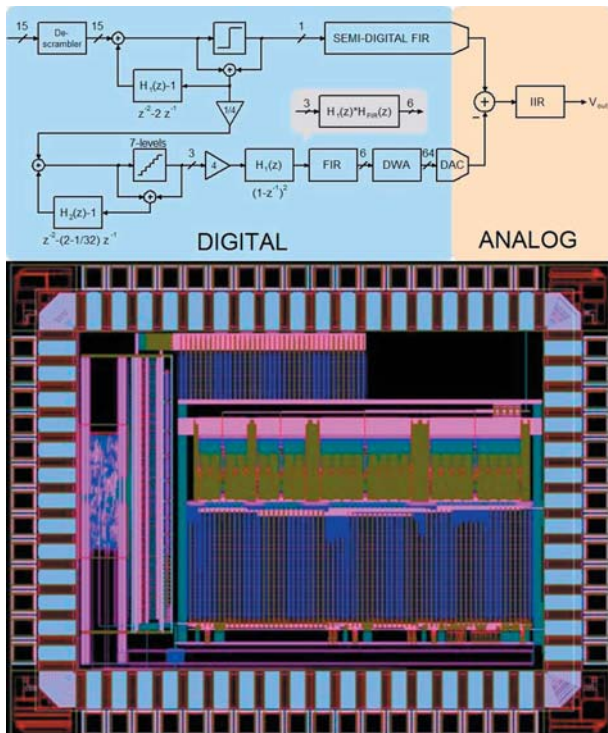 15
De-
scrambler
15
1
SEMI-DIGITAL FIR
H₁(z)-1
z⁻²-2 z⁻¹
1/4
3
H₁(z)*H_FIR(z)
6
IIR
V_out
7-levels
3
4
H₁(z)
(1-z⁻¹)²
FIR
6
DWA
64
DAC
H₂(z)-1
z⁻²-(2-1/32) z⁻¹
DIGITAL
ANALOG